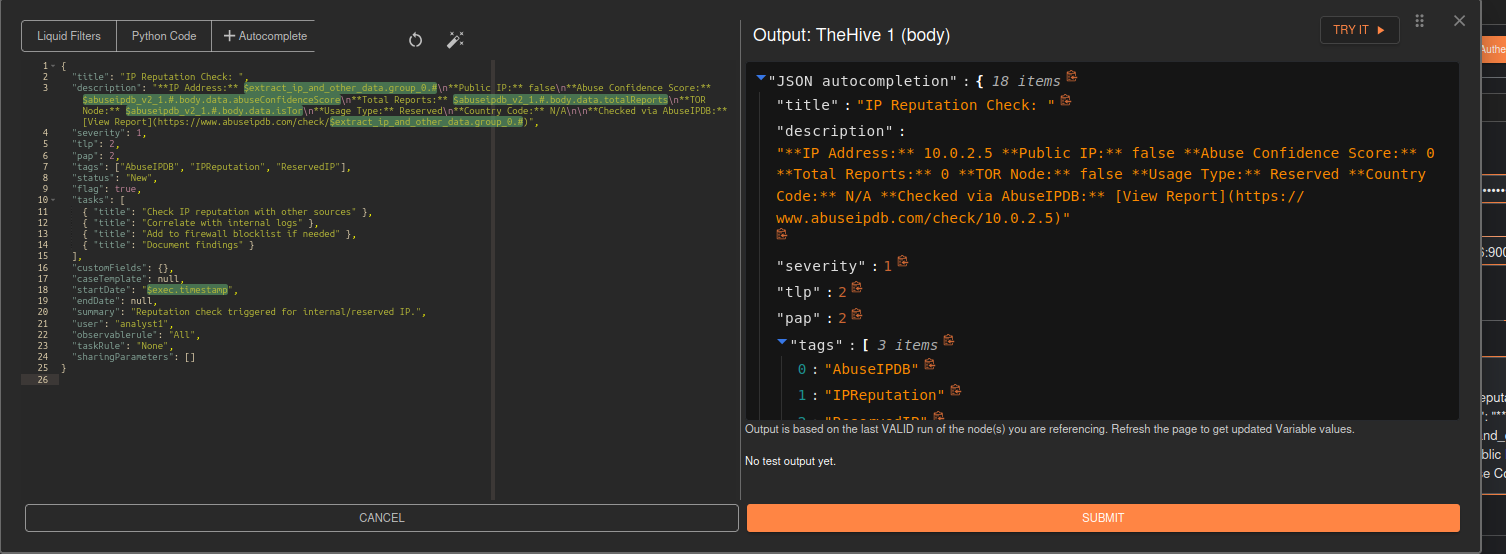 Liquid Filters
Python Code
+ Autocomplete
1 {
2 "title": "IP Reputation Check: ",
3 "description": "**IP Address:** $extract_ip_and_other_data.group_0.#\n**Public IP:** false\n**Abuse Confidence Score:**
$abuseipdb_v2_1.#.body.data.abuseConfidenceScore\n**Total Reports:** $abuseipdb_v2_1.#.body.data.totalReports\n**TOR
Node:** $abuseipdb_v2_1.#.body.data.isTor\n**Usage Type:** Reserved\n**Country Code:** N/A\n\n**Checked via AbuseIPDB:**
[View Report](https://www.abuseipdb.com/check/$extract_ip_and_other_data.group_0.#)",
4 "severity": 1,
5 "tlp": 2,
6 "pap": 2,
7 "tags": ["AbuseIPDB", "IPReputation", "ReservedIP"],
8 "status": "New",
9 "flag": true,
10 "tasks": [
11 { "title": "Check IP reputation with other sources" },
12 { "title": "Correlate with internal logs" },
13 { "title": "Add to firewall blocklist if needed" },
14 { "title": "Document findings" }
15 ],
16 "customFields": {},
17 "caseTemplate": null,
18 "startDate": "$exec.timestamp",
19 "endDate": null,
20 "summary": "Reputation check triggered for internal/reserved IP.",
21 "user": "analyst1",
22 "observablerule": "All",
23 "taskRule": "None",
24 "sharingParameters": []
25 }
26
CANCEL
Output: TheHive 1 (body)
TRY IT
"JSON autocompletion" : { 18 items
"title" : "IP Reputation Check: "
"description" :
"**IP Address:** 10.0.2.5 **Public IP:** false **Abuse Confidence Score:** 0
**Total Reports:** 0 **TOR Node:** false **Usage Type:** Reserved **Country
Code:** N/A **Checked via AbuseIPDB:** [View Report](https://
www.abuseipdb.com/check/10.0.2.5)"
"severity" : 1
"tlp" : 2
"pap" : 2
"tags" : [ 3 items
0 : "AbuseIPDB"
1 : "IPReputation"
2 : "ReservedIP"
Output is based on the last VALID run of the node(s) you are referencing. Refresh the page to get updated Variable values.
No test output yet.
SUBMIT